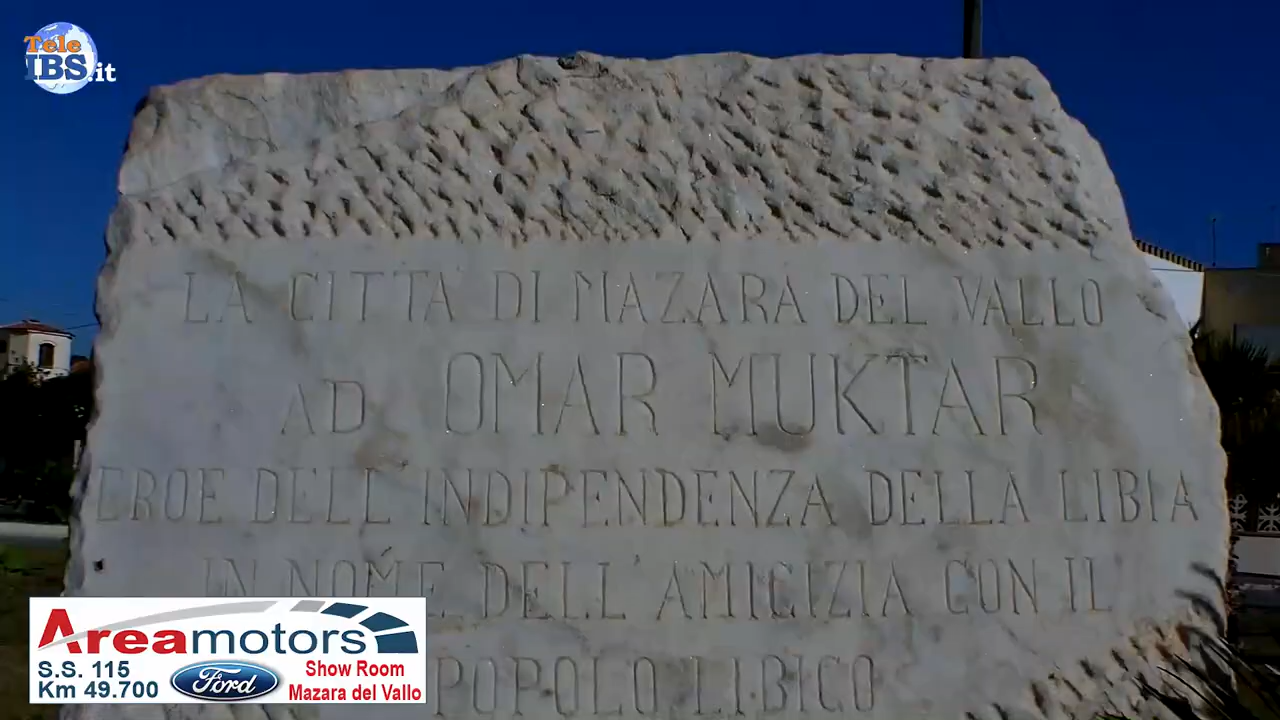 Tele
IBS.it
LA CITTÀ DI MAZARA DEL VALLO
AD OMAR MUKTAR
EROE DELL'INDIPENDENZA DELLA LIBIA
IN NOME DELL'AMICIZIA CON IL
POPOLO LIBICO
Areamotors
S.S. 115
Km 49.700
Ford
Show Room
Mazara del Vallo